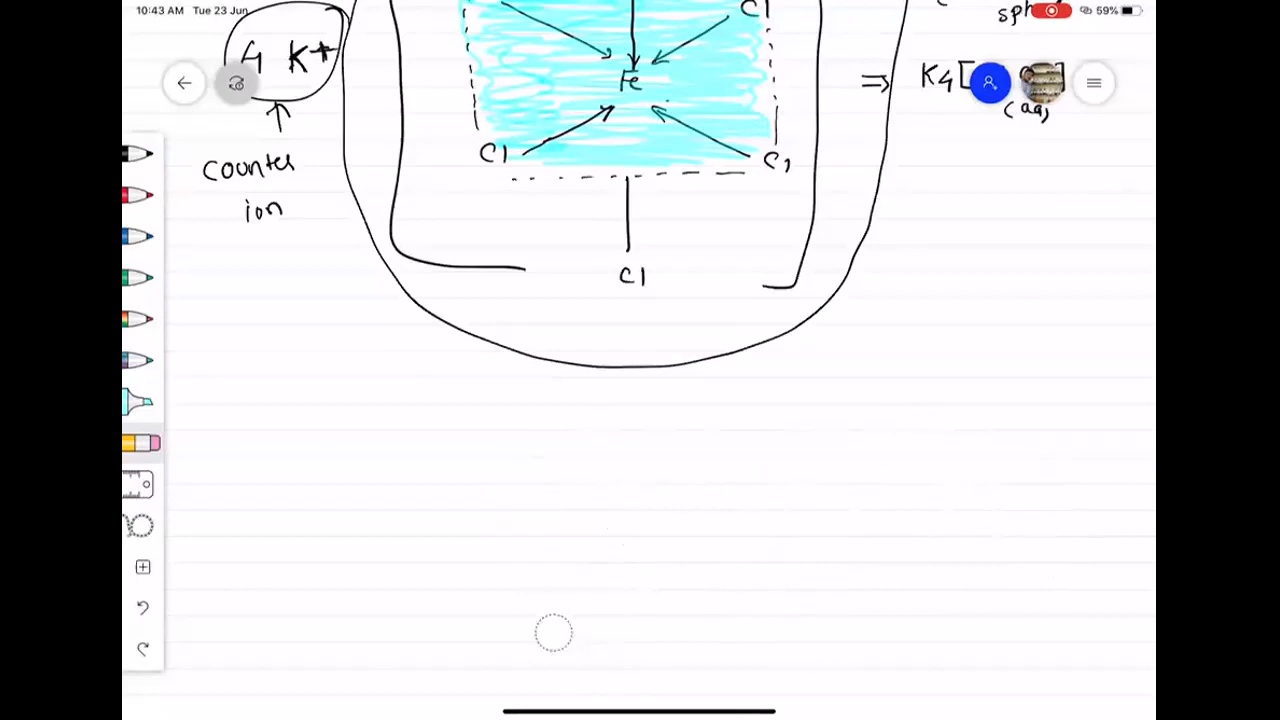 10:43 AM Tue 23 Jun
59%
Cl
4 K+
Fe
⇒ K4[ ]
(aq)
Cl
Cl
counter
ion
Cl